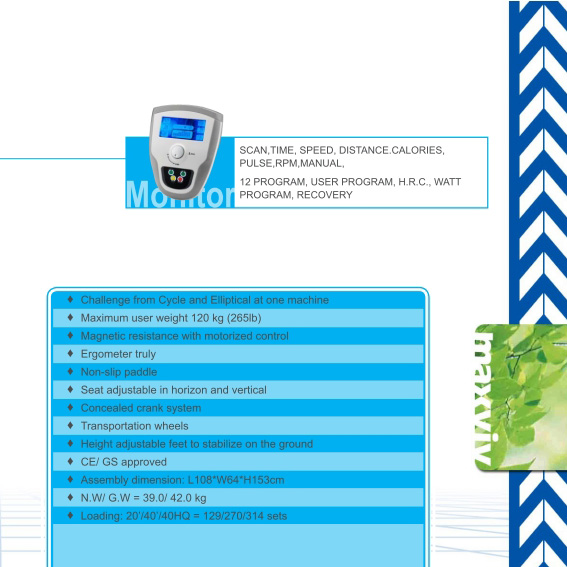 SCAN,TIME, SPEED, DISTANCE.CALORIES,
PULSE,RPM,MANUAL,
12 PROGRAM, USER PROGRAM, H.R.C., WATT
PROGRAM, RECOVERY
Monitor
♦ Challenge from Cycle and Elliptical at one machine
♦ Maximum user weight 120 kg (265lb)
♦ Magnetic resistance with motorized control
♦ Ergometer truly
♦ Non-slip paddle
♦ Seat adjustable in horizon and vertical
♦ Concealed crank system
♦ Transportation wheels
♦ Height adjustable feet to stabilize on the ground
♦ CE/ GS approved
♦ Assembly dimension: L108*W64*H153cm
♦ N.W/ G.W = 39.0/ 42.0 kg
♦ Loading: 20'/40'/40HQ = 129/270/314 sets
maxviv